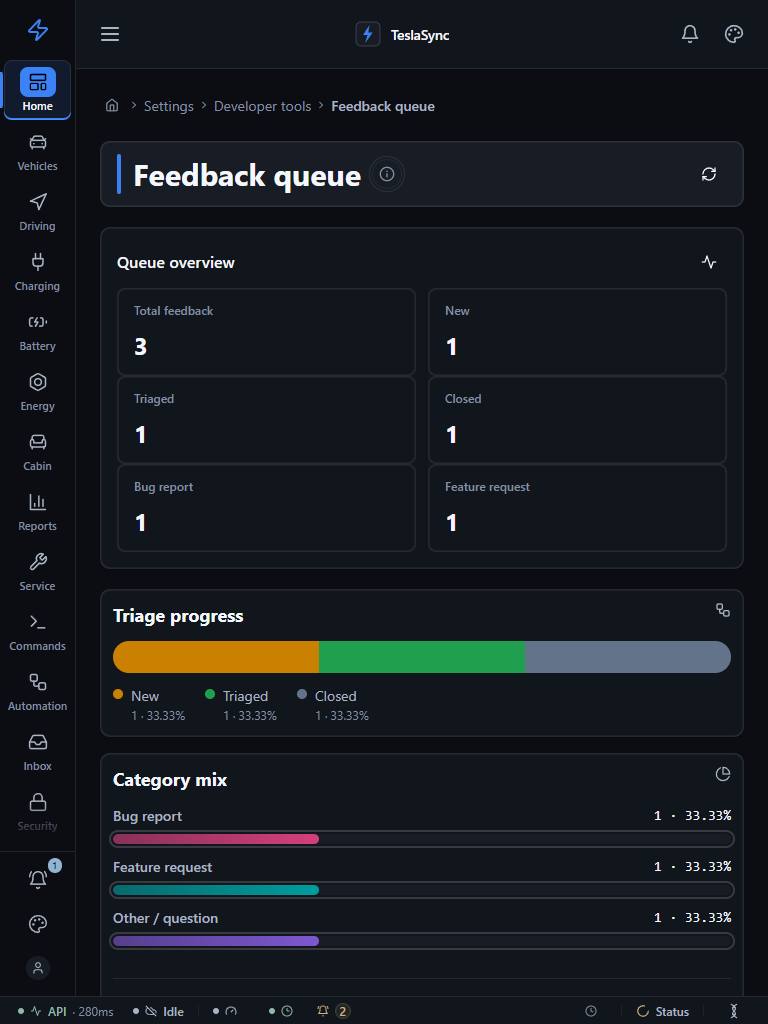 TeslaSync
Home
Vehicles
Driving
Charging
Battery
Energy
Cabin
Reports
Service
Commands
Automation
Inbox
Security
1
Settings
Developer tools
Feedback queue
Feedback queue
Queue overview
Total feedback
3
New
1
Triaged
1
Closed
1
Bug report
1
Feature request
1
Triage progress
New
1 · 33.33%
Triaged
1 · 33.33%
Closed
1 · 33.33%
Category mix
Bug report
1 · 33.33%
Feature request
1 · 33.33%
Other / question
1 · 33.33%
API · 280ms
Idle
2
Status